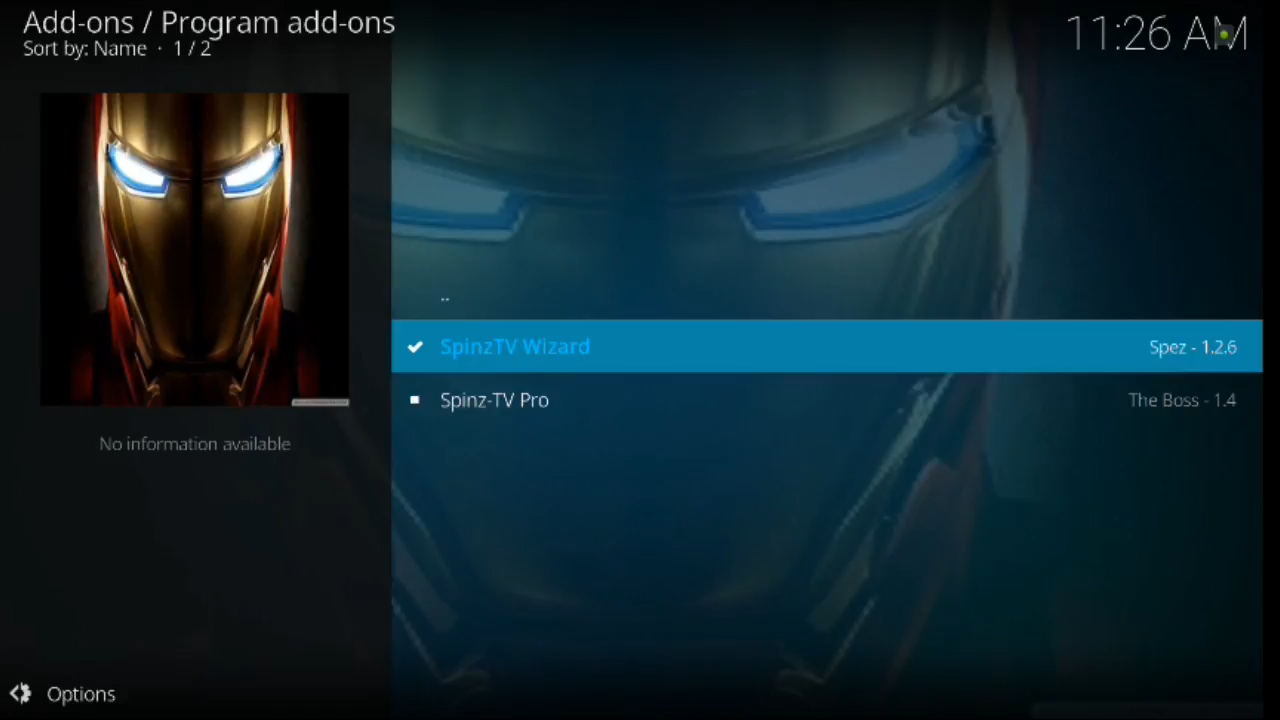 Add-ons / Program add-ons
Sort by: Name · 1 / 2
11:26 AM
..
SpinzTV Wizard
Spez - 1.2.6
Spinz-TV Pro
The Boss - 1.4
No information available
Options